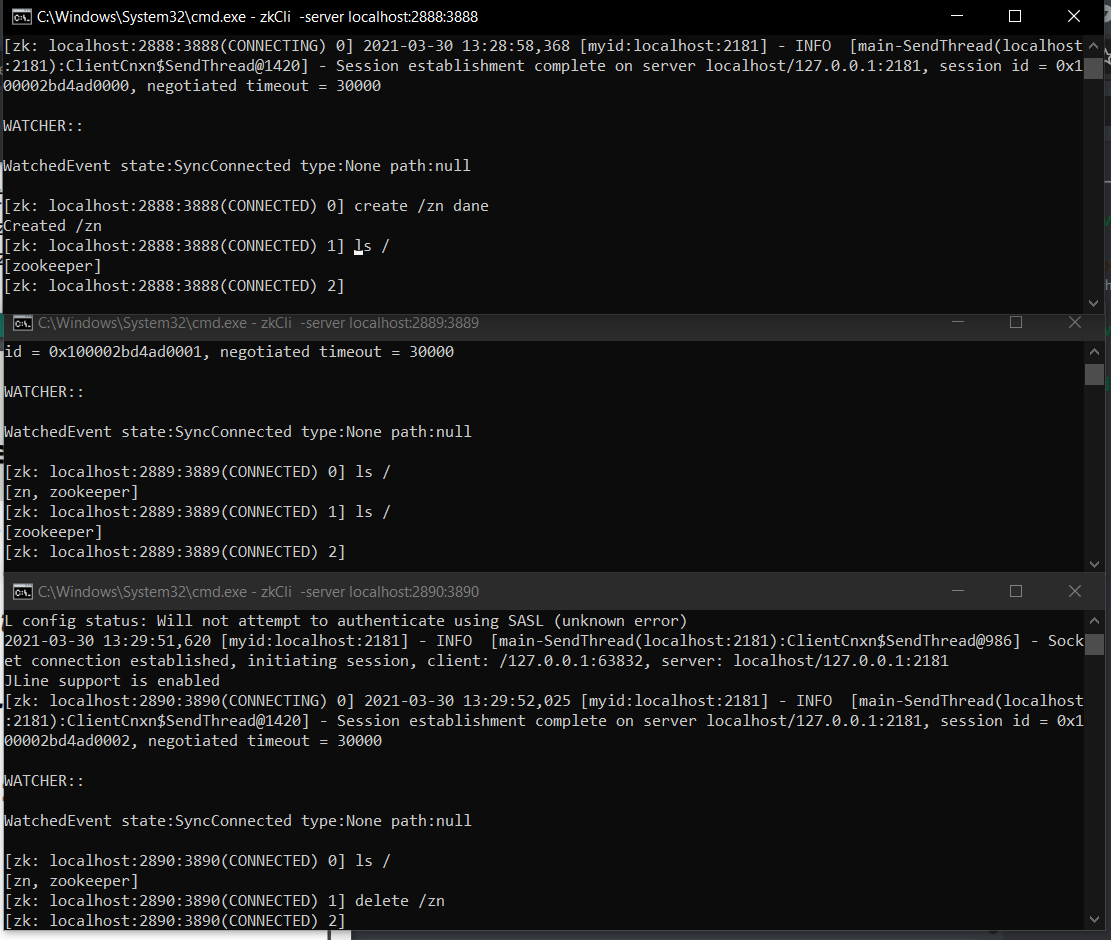 C:\Windows\System32\cmd.exe - zkCli  -server localhost:2888:3888
[zk: localhost:2888:3888(CONNECTING) 0] 2021-03-30 13:28:58,368 [myid:localhost:2181] - INFO  [main-SendThread(localhost
:2181):ClientCnxn$SendThread@1420] - Session establishment complete on server localhost/127.0.0.1:2181, session id = 0x1
00002bd4ad0000, negotiated timeout = 30000
WATCHER::
WatchedEvent state:SyncConnected type:None path:null
[zk: localhost:2888:3888(CONNECTED) 0] create /zn dane
Created /zn
[zk: localhost:2888:3888(CONNECTED) 1] ls /
[zookeeper]
[zk: localhost:2888:3888(CONNECTED) 2]
C:\Windows\System32\cmd.exe - zkCli  -server localhost:2889:3889
id = 0x100002bd4ad0001, negotiated timeout = 30000
WATCHER::
WatchedEvent state:SyncConnected type:None path:null
[zk: localhost:2889:3889(CONNECTED) 0] ls /
[zn, zookeeper]
[zk: localhost:2889:3889(CONNECTED) 1] ls /
[zookeeper]
[zk: localhost:2889:3889(CONNECTED) 2]
C:\Windows\System32\cmd.exe - zkCli  -server localhost:2890:3890
L config status: Will not attempt to authenticate using SASL (unknown error)
2021-03-30 13:29:51,620 [myid:localhost:2181] - INFO  [main-SendThread(localhost:2181):ClientCnxn$SendThread@986] - Sock
et connection established, initiating session, client: /127.0.0.1:63832, server: localhost/127.0.0.1:2181
JLine support is enabled
[zk: localhost:2890:3890(CONNECTING) 0] 2021-03-30 13:29:52,025 [myid:localhost:2181] - INFO  [main-SendThread(localhost
:2181):ClientCnxn$SendThread@1420] - Session establishment complete on server localhost/127.0.0.1:2181, session id = 0x1
00002bd4ad0002, negotiated timeout = 30000
WATCHER::
WatchedEvent state:SyncConnected type:None path:null
[zk: localhost:2890:3890(CONNECTED) 0] ls /
[zn, zookeeper]
[zk: localhost:2890:3890(CONNECTED) 1] delete /zn
[zk: localhost:2890:3890(CONNECTED) 2]